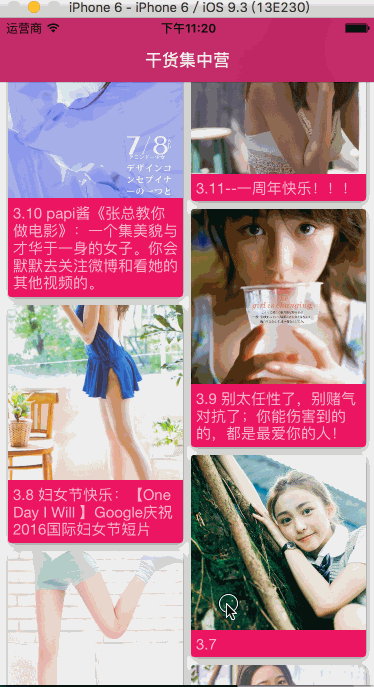 iPhone 6 - iPhone 6 / iOS 9.3 (13E230)
运营商 下午11:20
干货集中营
7/8
デザインコ
ンセプイナ
ーの一つと
3.10 papi酱《张总教你
做电影》：一个集美貌与
才华于一身的女子。你会
默默去关注微博和看她的
其他视频的。
3.11--一周年快乐！！！
girl is changing
3.9 别太任性了，别赌气
对抗了；你能伤害到的
的，都是最爱你的人！
3.8 妇女节快乐：【One
Day I Will 】Google庆祝
2016国际妇女节短片
3.7